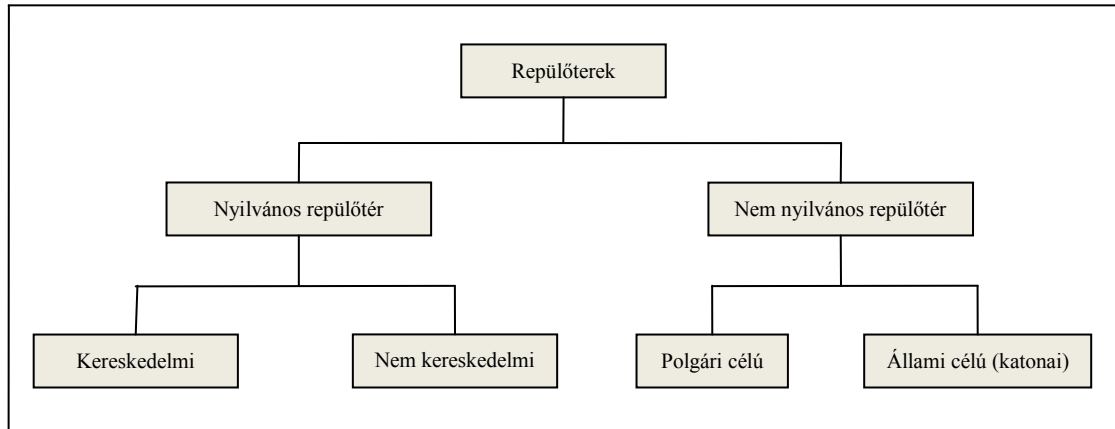 Repülőterek
Nyilvános repülőtér
Nem nyilvános repülőtér
Kereskedelmi
Nem kereskedelmi
Polgári célú
Állami célú (katonai)